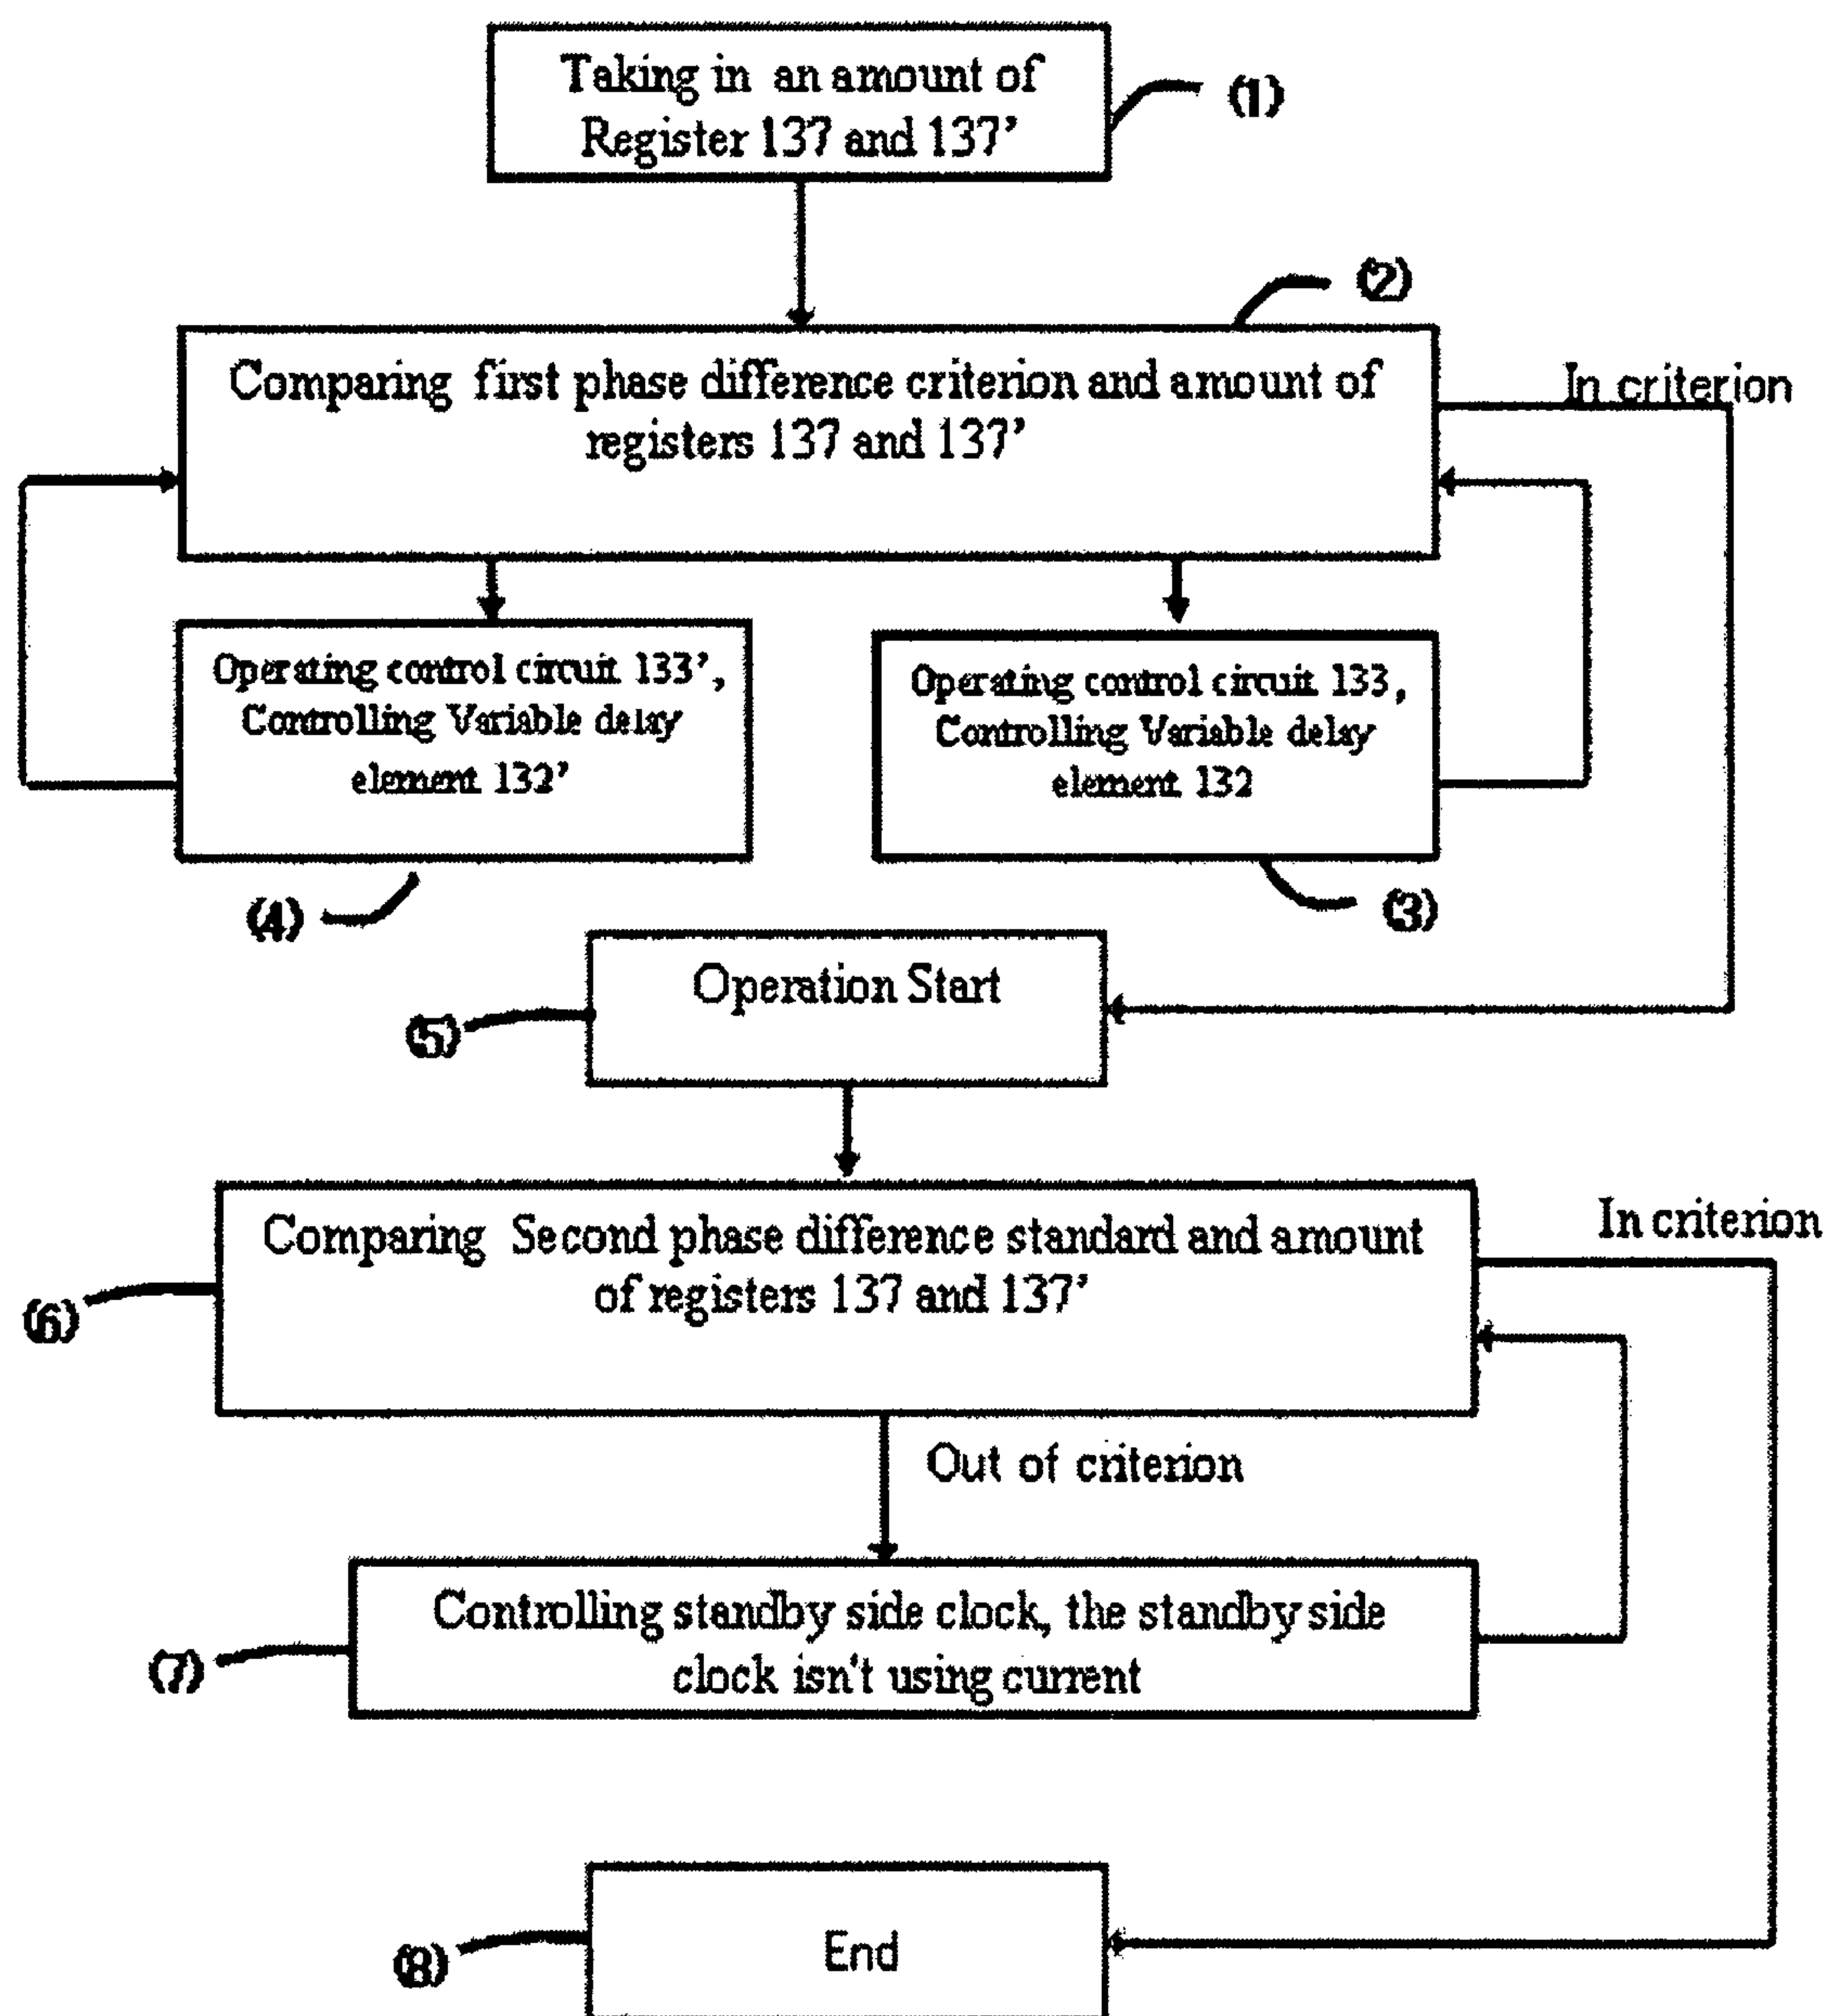 Taking in an amount of
Register 137 and 137’
(1)
(2)
Comparing first phase difference criterion and amount of
registers 137 and 137’
In criterion
Operating control circuit 133’,
Controlling Variable delay
element 132’
Operating control circuit 133,
Controlling Variable delay
element 132
(4)
(3)
Operation Start
(5)
Comparing Second phase difference standard and amount
of registers 137 and 137’
In criterion
(6)
Out of criterion
Controlling standby side clock, the standby side
clock isn't using current
(7)
End
(8)